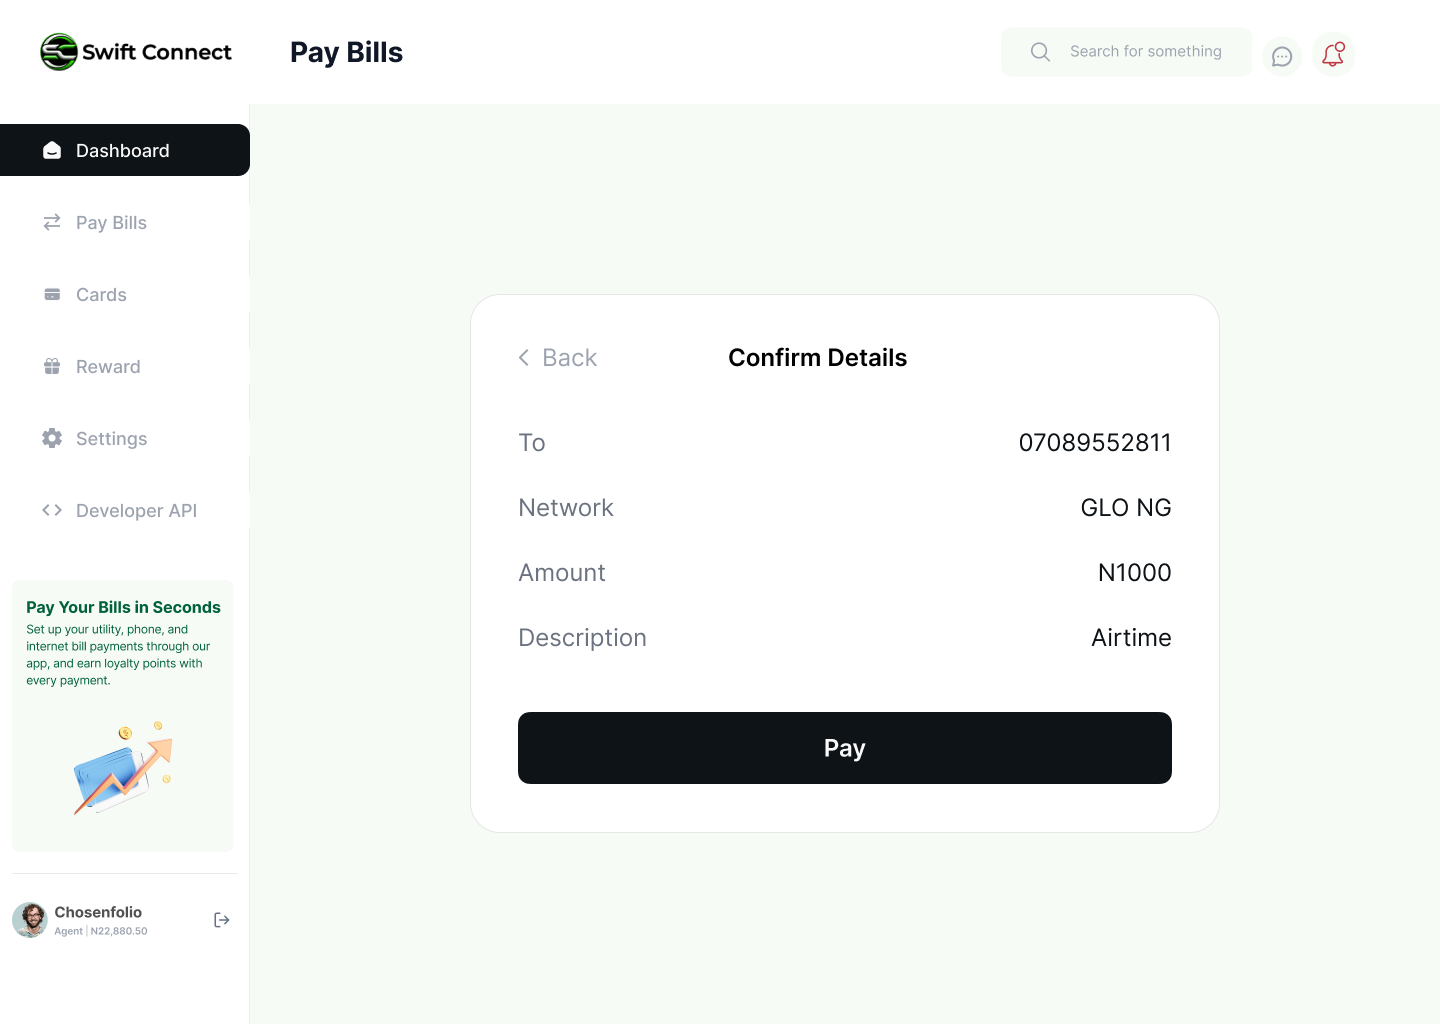 Swift Connect
Pay Bills
Search for something
Dashboard
Pay Bills
Cards
Reward
Settings
Developer API
Pay Your Bills in Seconds
Set up your utility, phone, and
internet bill payments through our
app, and earn loyalty points with
every payment.
Chosenfolio
Agent | N22,880.50
Back
Confirm Details
To 07089552811
Network GLO NG
Amount N1000
Description Airtime
Pay